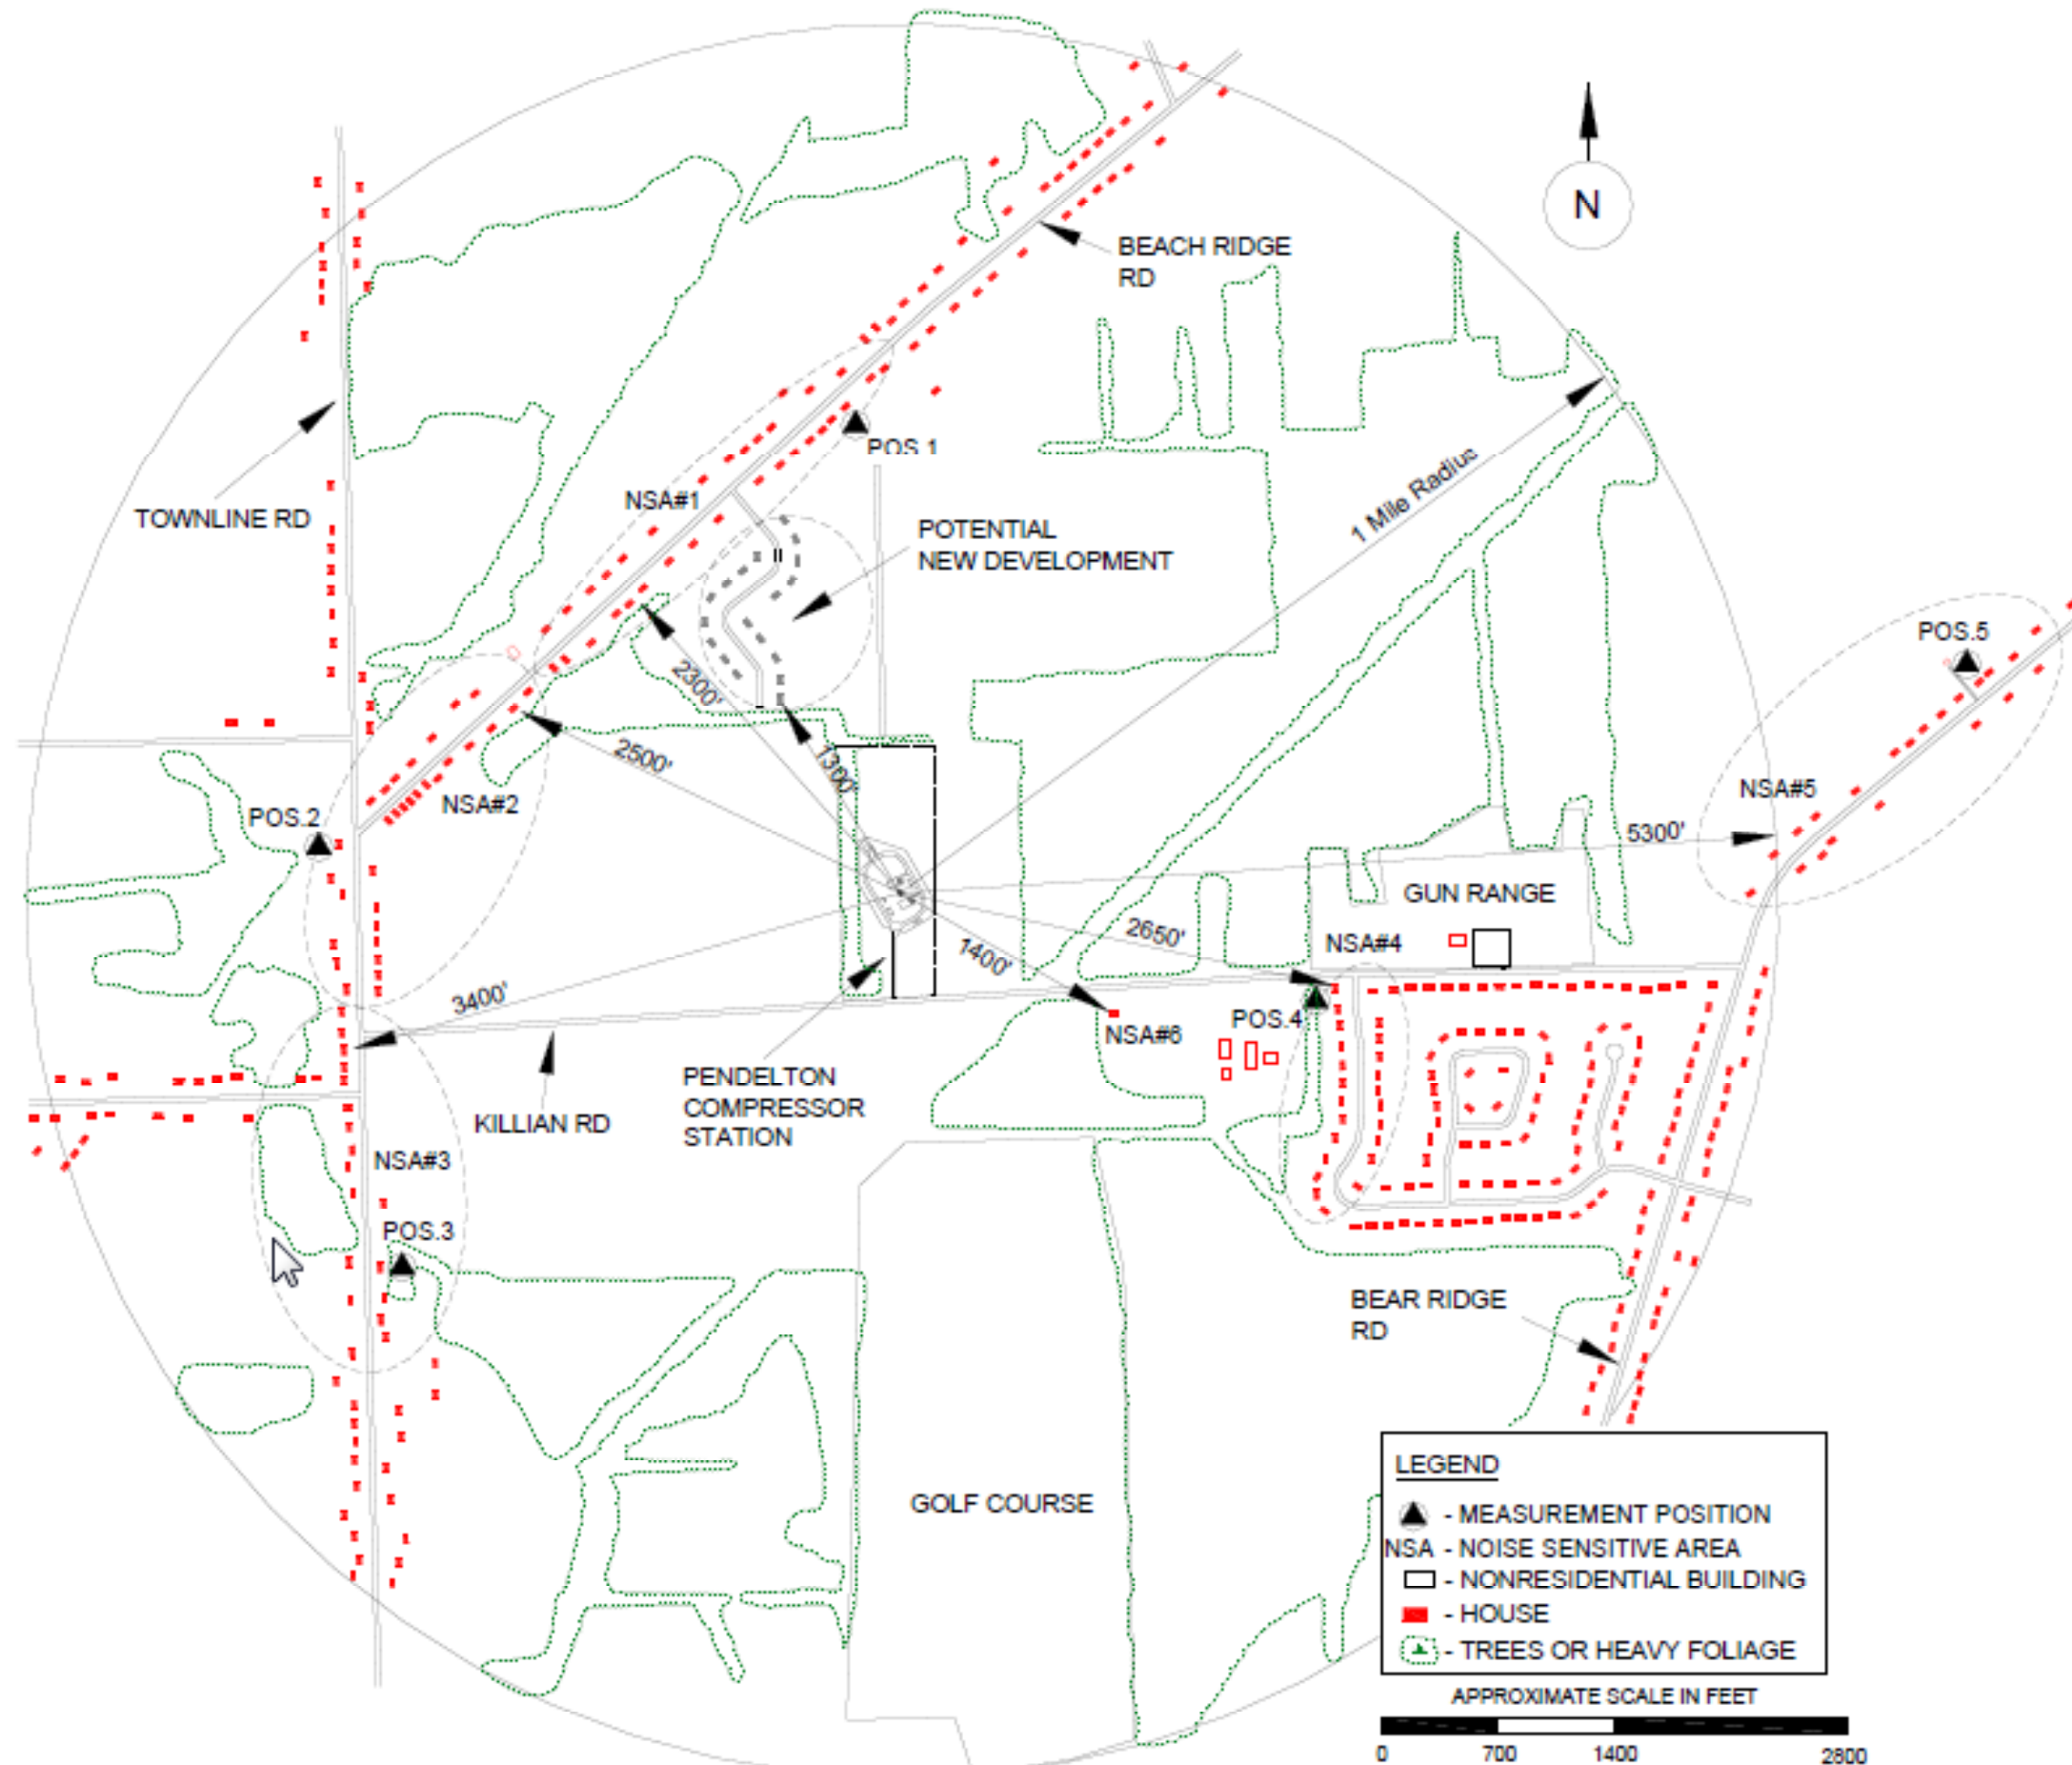 N
BEACH RIDGE
RD
TOWNLINE RD
POS.1
NSA#1
1 Mile Radius
POTENTIAL
NEW DEVELOPMENT
POS.5
2300'
2500'
1300'
NSA#2
POS.2
NSA#5
5300'
GUN RANGE
2650'
NSA#4
1400'
3400'
POS.4
NSA#6
PENDELTON
COMPRESSOR
STATION
KILLIAN RD
NSA#3
POS.3
BEAR RIDGE
RD
GOLF COURSE
LEGEND
- MEASUREMENT POSITION
NSA - NOISE SENSITIVE AREA
- NONRESIDENTIAL BUILDING
- HOUSE
- TREES OR HEAVY FOLIAGE
APPROXIMATE SCALE IN FEET
0 700 1400 2800